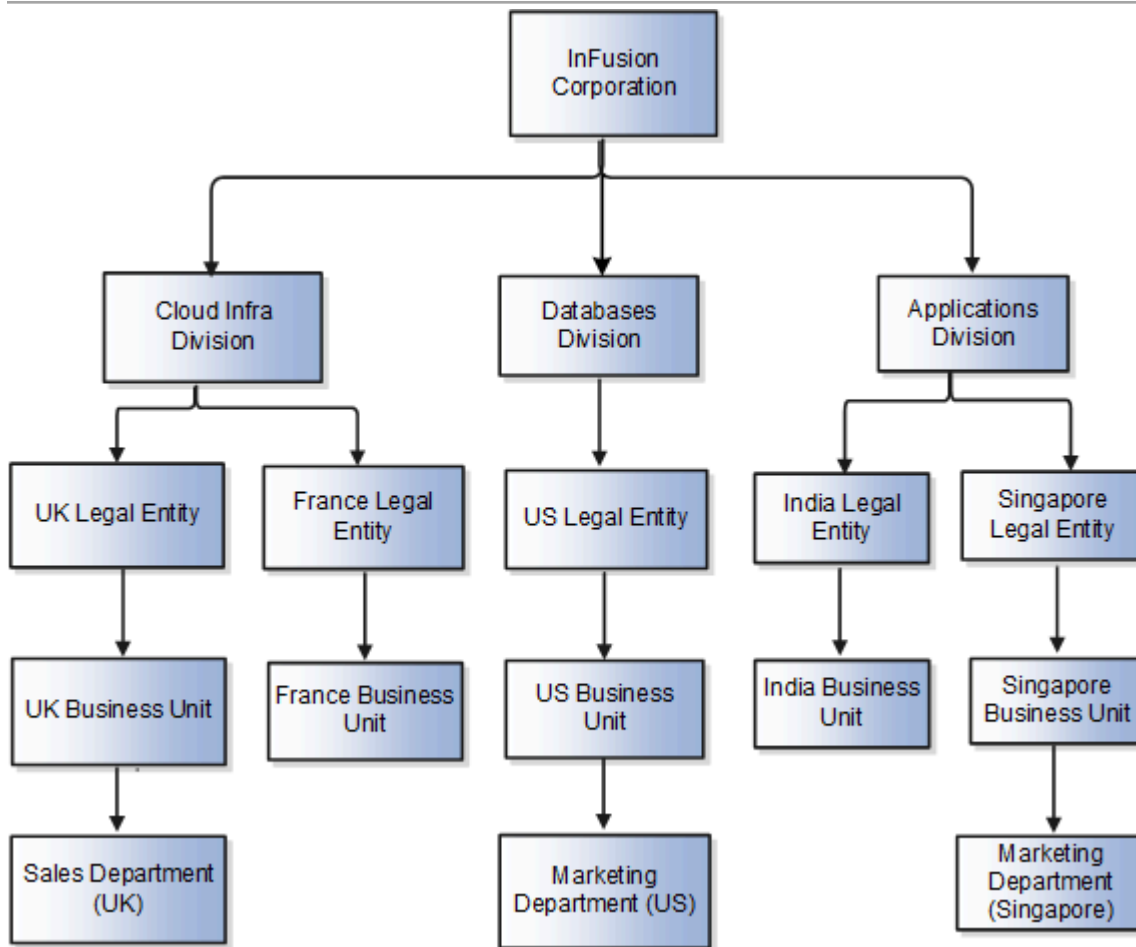 InFusion
Corporation
Cloud Infra
Division
Databases
Division
Applications
Division
UK Legal Entity
France Legal
Entity
US Legal Entity
India Legal
Entity
Singapore
Legal Entity
UK Business Unit
France Business
Unit
US Business
Unit
India Business
Unit
Singapore
Business Unit
Sales Department
(UK)
Marketing
Department (US)
Marketing
Department
(Singapore)